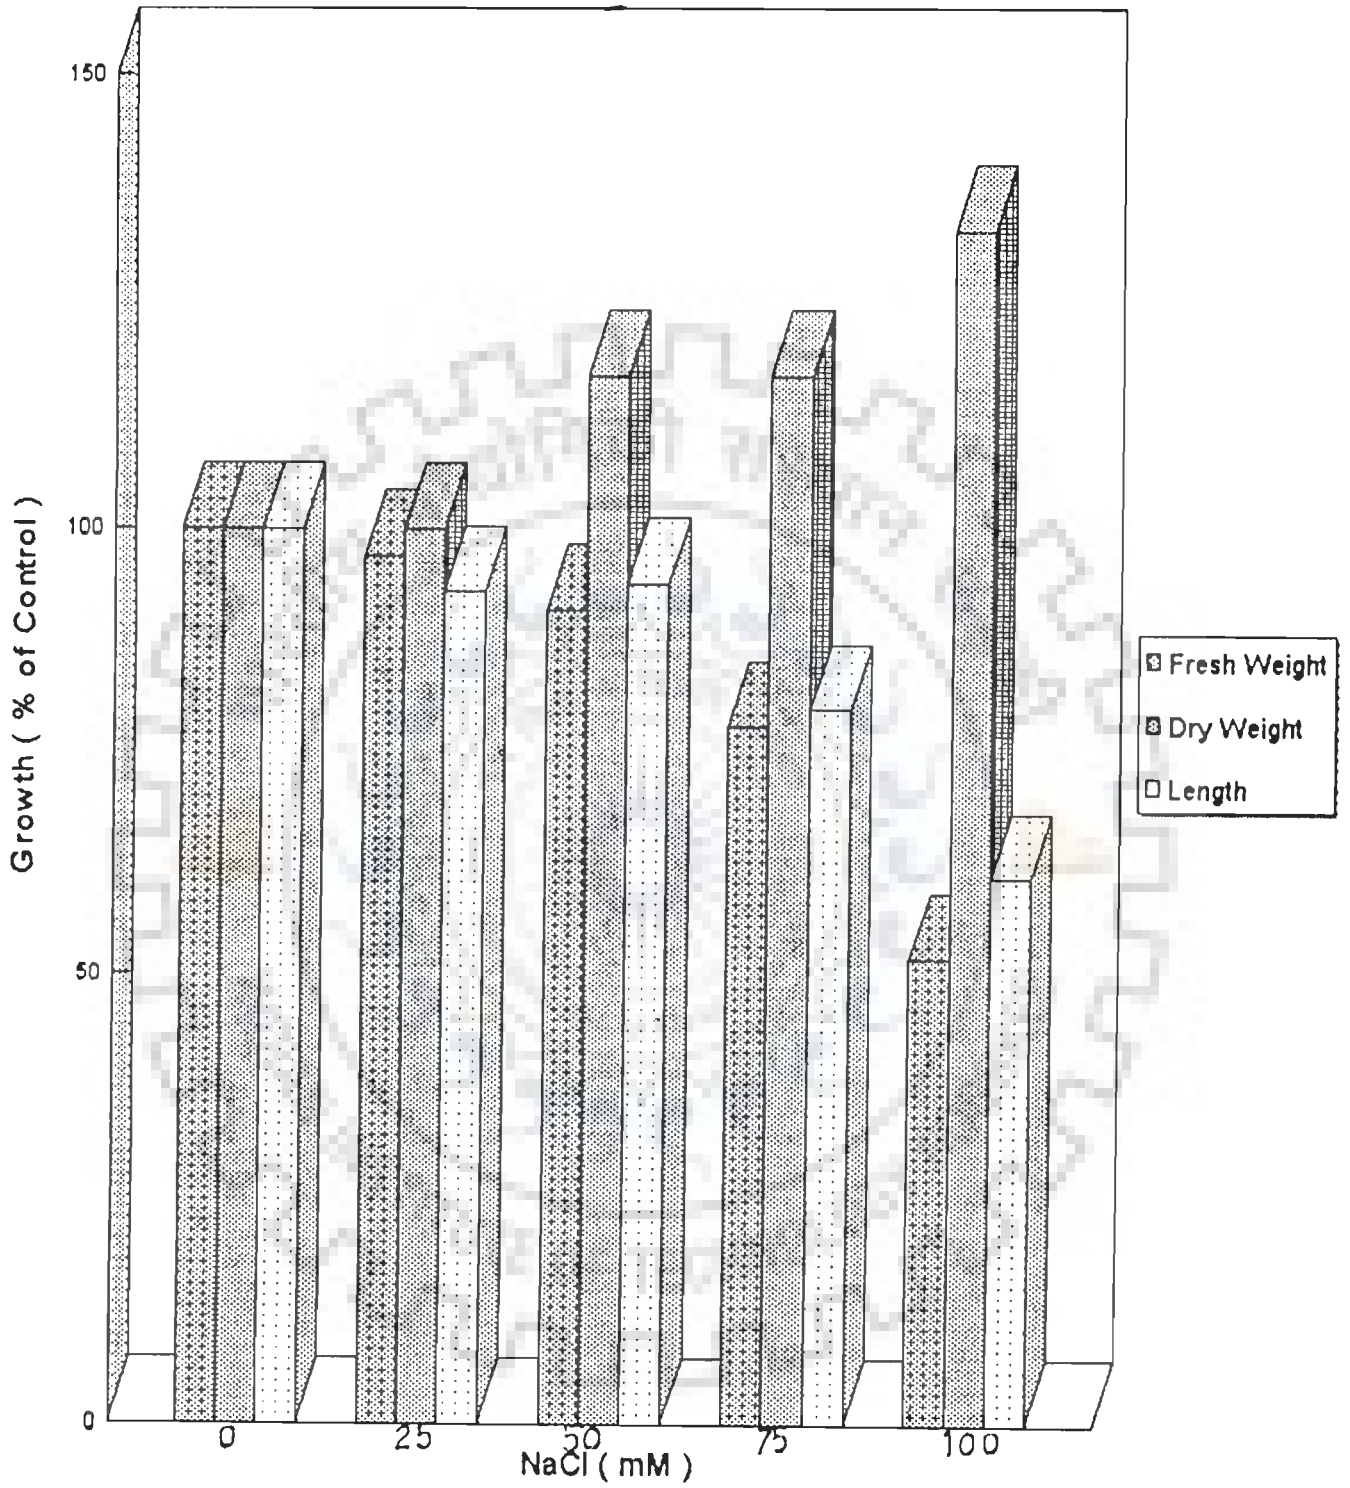 150
100
50
0
Growth ( % of Control )
0 25 50 75 100
NaCl ( mM )
Fresh Weight
Dry Weight
Length